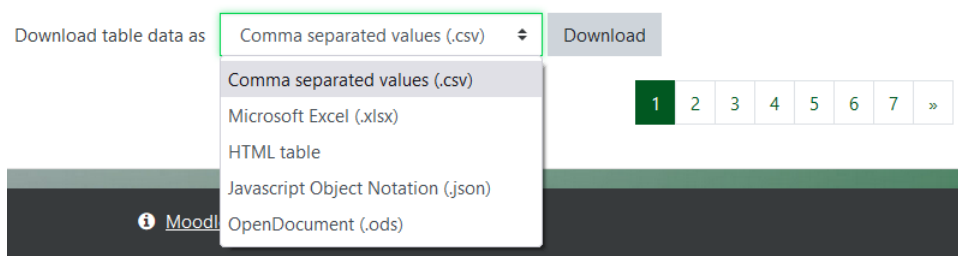 Download table data as Comma separated values (.csv) Download
Comma separated values (.csv)
Microsoft Excel (.xlsx)
HTML table
Javascript Object Notation (.json)
OpenDocument (.ods)
1 2 3 4 5 6 7 »